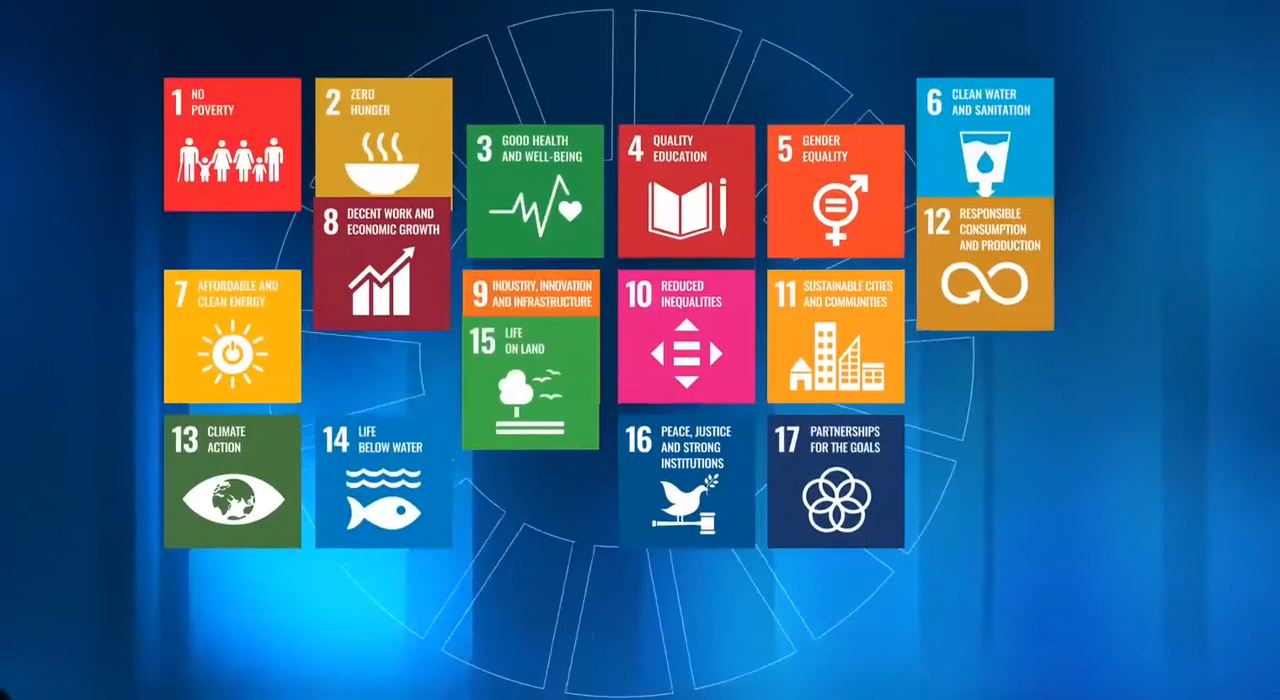 1 NO
POVERTY
2 ZERO
HUNGER
3 GOOD HEALTH
AND WELL-BEING
4 QUALITY
EDUCATION
5 GENDER
EQUALITY
6 CLEAN WATER
AND SANITATION
7 AFFORDABLE AND
CLEAN ENERGY
8 DECENT WORK AND
ECONOMIC GROWTH
9 INDUSTRY, INNOVATION
AND INFRASTRUCTURE
10 REDUCED
INEQUALITIES
11 SUSTAINABLE CITIES
AND COMMUNITIES
12 RESPONSIBLE
CONSUMPTION
AND PRODUCTION
13 CLIMATE
ACTION
14 LIFE
BELOW WATER
15 LIFE
ON LAND
16 PEACE, JUSTICE
AND STRONG
INSTITUTIONS
17 PARTNERSHIPS
FOR THE GOALS